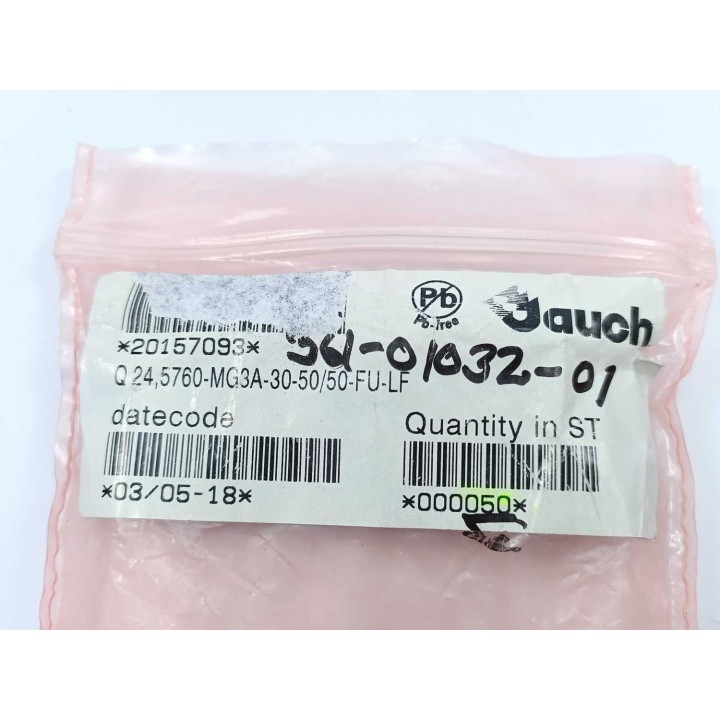 Pb
Pb-free
Jauch
*20157093*
-01032-01
Q 24,5760-MG3A-30-50/50-FU-LF
datecode
Quantity in ST
*03/05-18*
*000050*